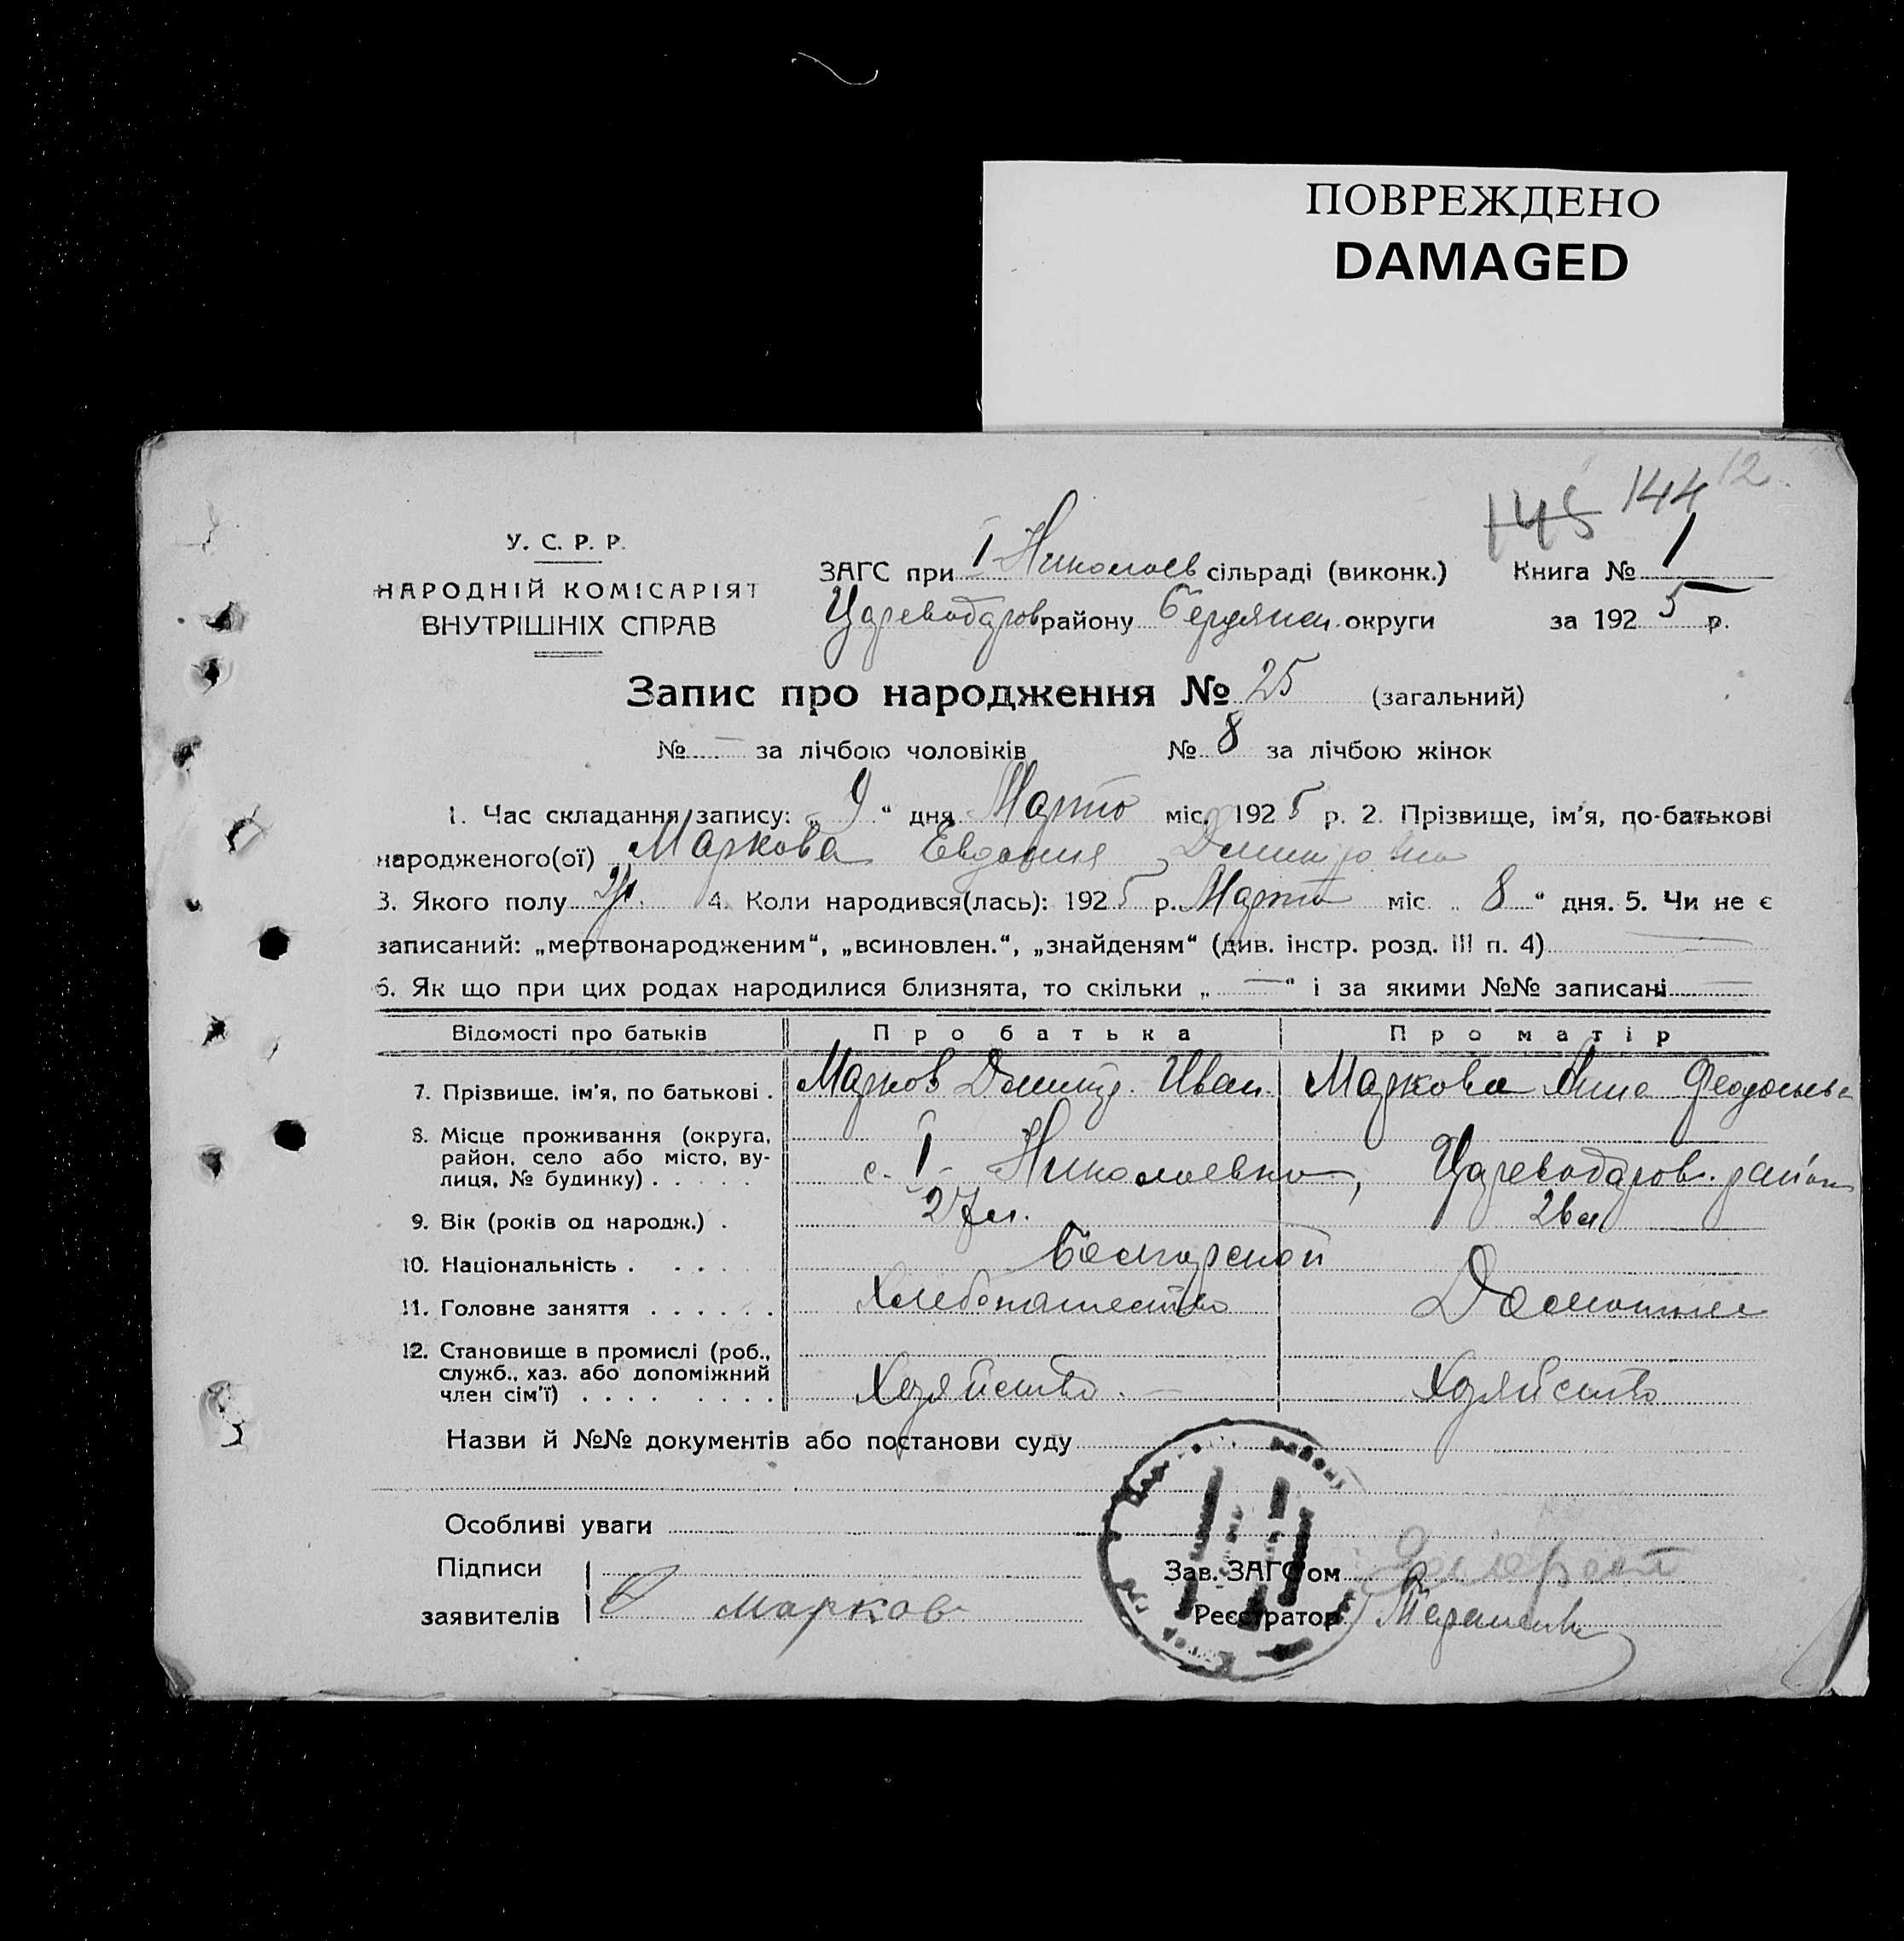 ПОВРЕЖДЕНО
DAMAGED
12.
145 144
У. С. Р. Р.
НАРОДНІЙ КОМІСАРІЯТ
ВНУТРІШНІХ СПРАВ
ЗАГС при I Николаев сільраді (виконк.) Книга № 1
Цареводаров району Бердянск. округи за 1925 р.
Запис про народження № 25 (загальний)
№ — за лічбою чоловіків № 8 за лічбою жінок
1. Час складання запису: „ 9 “ дня Марта міс. 1925 р. 2. Прізвище, ім'я, по-батькові
народженого(ої) Маркова Евдокия Дмитровна
3. Якого полу ж. 4. Коли народився(лась): 1925 р. Марта міс. „ 8 “ дня. 5. Чи не є
записаний: „мертвонародженим“, „всиновлен.“, „знайденям“ (див. інстр. розд. III п. 4) —
6. Як що при цих родах народилися близнята, то скільки „ — “ і за якими №№ записані —
Відомості про батьків Про батька Про матір
7. Прізвище, ім'я, по батькові . Марков Дмитр. Иван. Маркова Анна Феодосьев
8. Місце проживання (округа,
район, село або місто, ву-
лиця, № будинку) . . . . . с. I – Николаевка, Цареводаров. район
9. Вік (років од народж.) . 27 л. 26 л
10. Національність . . . . . Болгарской
11. Головне заняття . . . . . . Хлебопашество Домашнее
12. Становище в промислі (роб.,
служб., хаз. або допоміжний
член сім'ї) . . . . . . . . Хозяйство. — Хозяйство
Назви й №№ документів або постанови суду
Особливі уваги
Підписи
заявителів Марков
Зав. ЗАГС'ом
Реєстратор